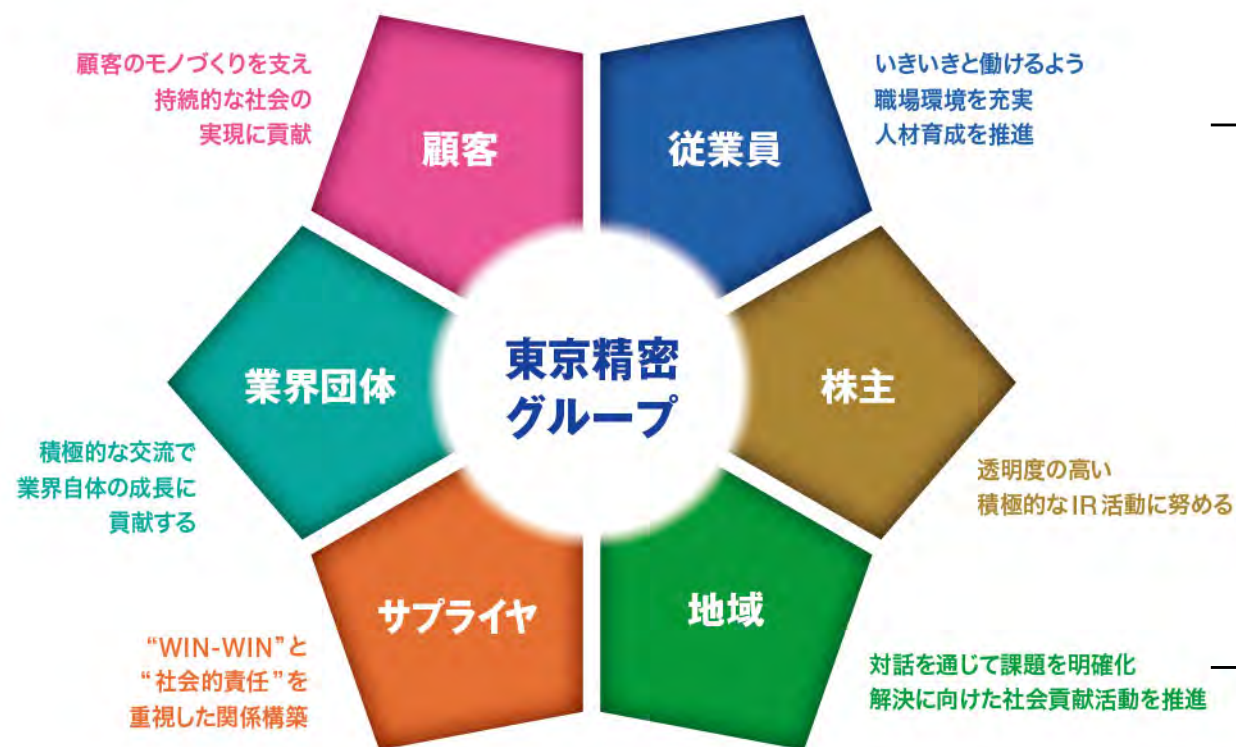 顧客のモノづくりを支え
持続的な社会の
実現に貢献
顧客
従業員
いきいきと働けるよう
職場環境を充実
人材育成を推進
業界団体
積極的な交流で
業界自体の成長に
貢献する
東京精密
グループ
株主
透明度の高い
積極的なIR活動に努める
サプライヤ
“WIN-WIN”と
“社会的責任”を
重視した関係構築
地域
対話を通じて課題を明確化
解決に向けた社会貢献活動を推進